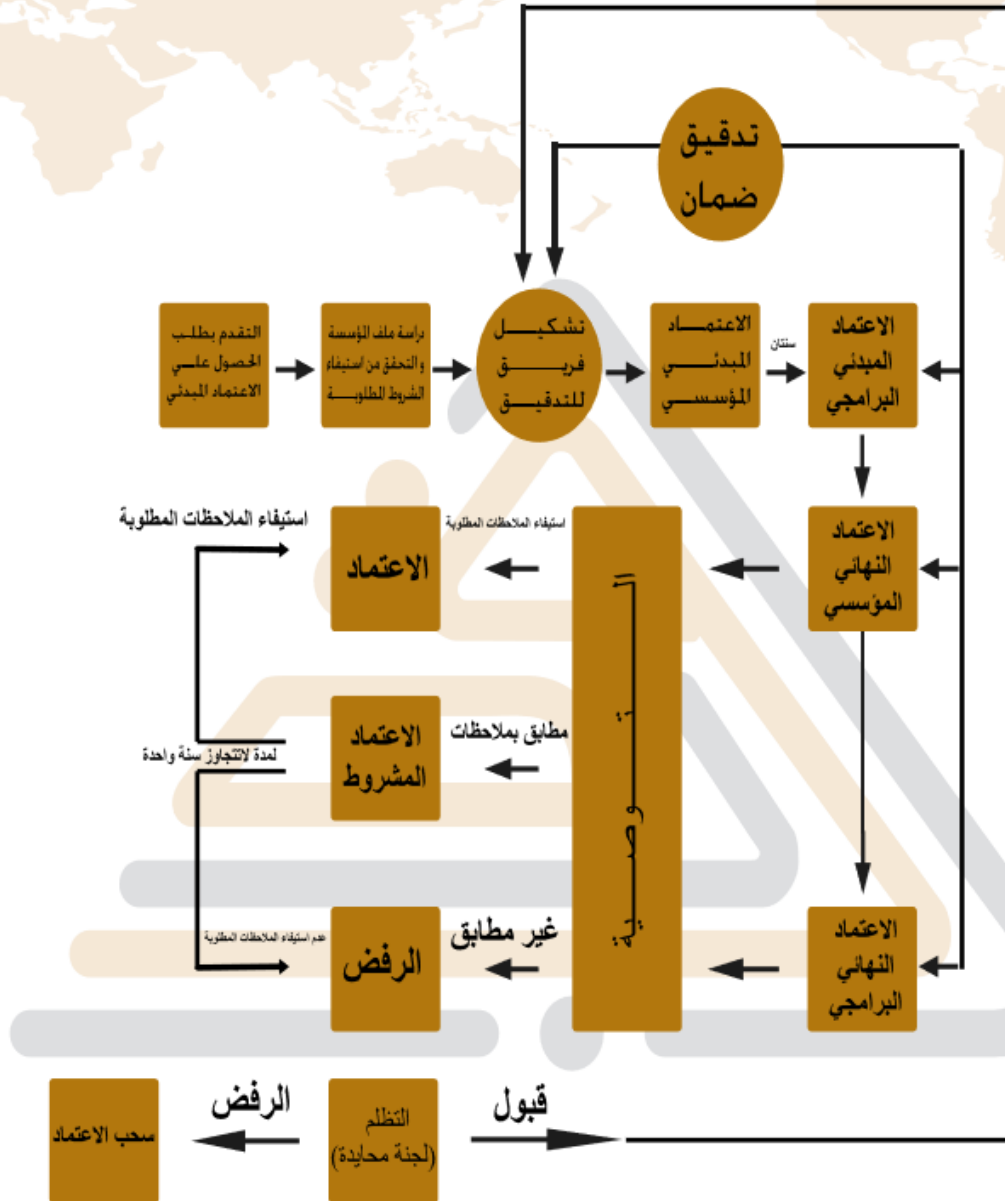 تدقيق
ضمان
التقدم بطلب
الحصول علي
الاعتماد المبدئي
دراسة ملف المؤسسة
والتحقق من استيفاء
الشروط المطلوبة
تشكيل
فريق
للتدقيق
الاعتماد
المبدئي
المؤسسي
سنتان
الاعتماد
المبدئي
البرامجي
الاعتماد
النهائي
المؤسسي
التوصية
استيفاء الملاحظات المطلوبة
الاعتماد
استيفاء الملاحظات المطلوبة
مطابق بملاحظات
الاعتماد
المشروط
لمدة لاتتجاوز سنة واحدة
الاعتماد
النهائي
البرامجي
غير مطابق
الرفض
عدم استيفاء الملاحظات المطلوبة
قبول
التظلم
(لجنة محايدة)
الرفض
سحب الاعتماد